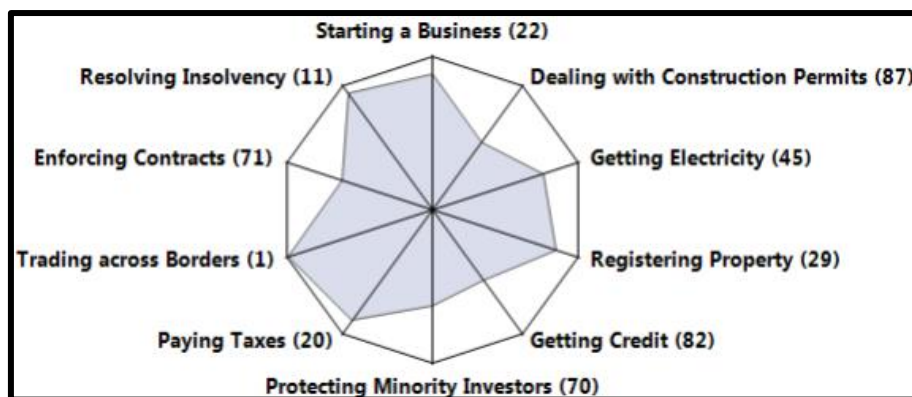 Starting a Business (22)
Resolving Insolvency (11)
Dealing with Construction Permits (87)
Enforcing Contracts (71)
Getting Electricity (45)
Trading across Borders (1)
Registering Property (29)
Paying Taxes (20)
Getting Credit (82)
Protecting Minority Investors (70)